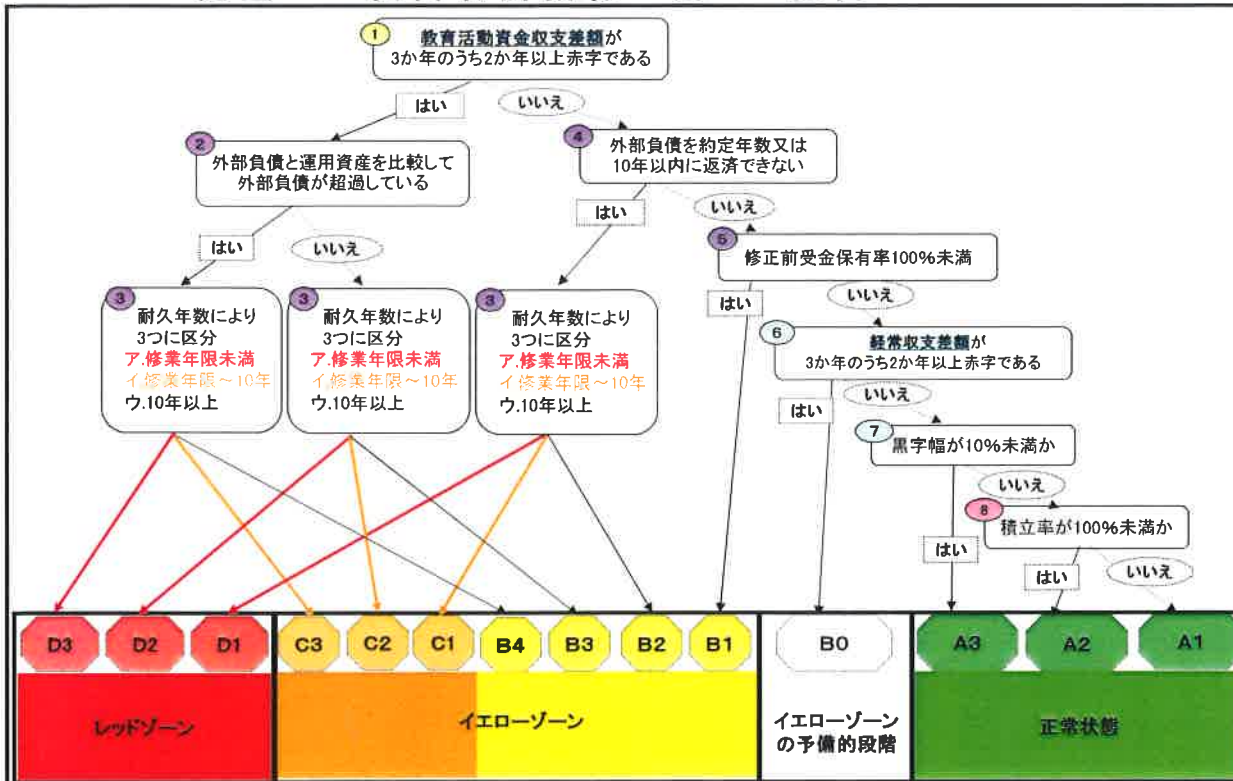 1
教育活動資金収支差額が
3か年のうち2か年以上赤字である
はい
いいえ
2
外部負債と運用資産を比較して
外部負債が超過している
4
外部負債を約定年数又は
10年以内に返済できない
はい
いいえ
はい
いいえ
5
修正前受金保有率100%未満
はい
いいえ
3
耐久年数により
3つに区分
ア.修業年限未満
イ.修業年限～10年
ウ.10年以上
3
耐久年数により
3つに区分
ア.修業年限未満
イ.修業年限～10年
ウ.10年以上
3
耐久年数により
3つに区分
ア.修業年限未満
イ.修業年限～10年
ウ.10年以上
6
経常収支差額が
3か年のうち2か年以上赤字である
はい
いいえ
7
黒字幅が10%未満か
はい
いいえ
8
積立率が100%未満か
はい
いいえ
D3
D2
D1
C3
C2
C1
B4
B3
B2
B1
B0
A3
A2
A1
レッドゾーン
イエローゾーン
イエローゾーン
の予備的段階
正常状態